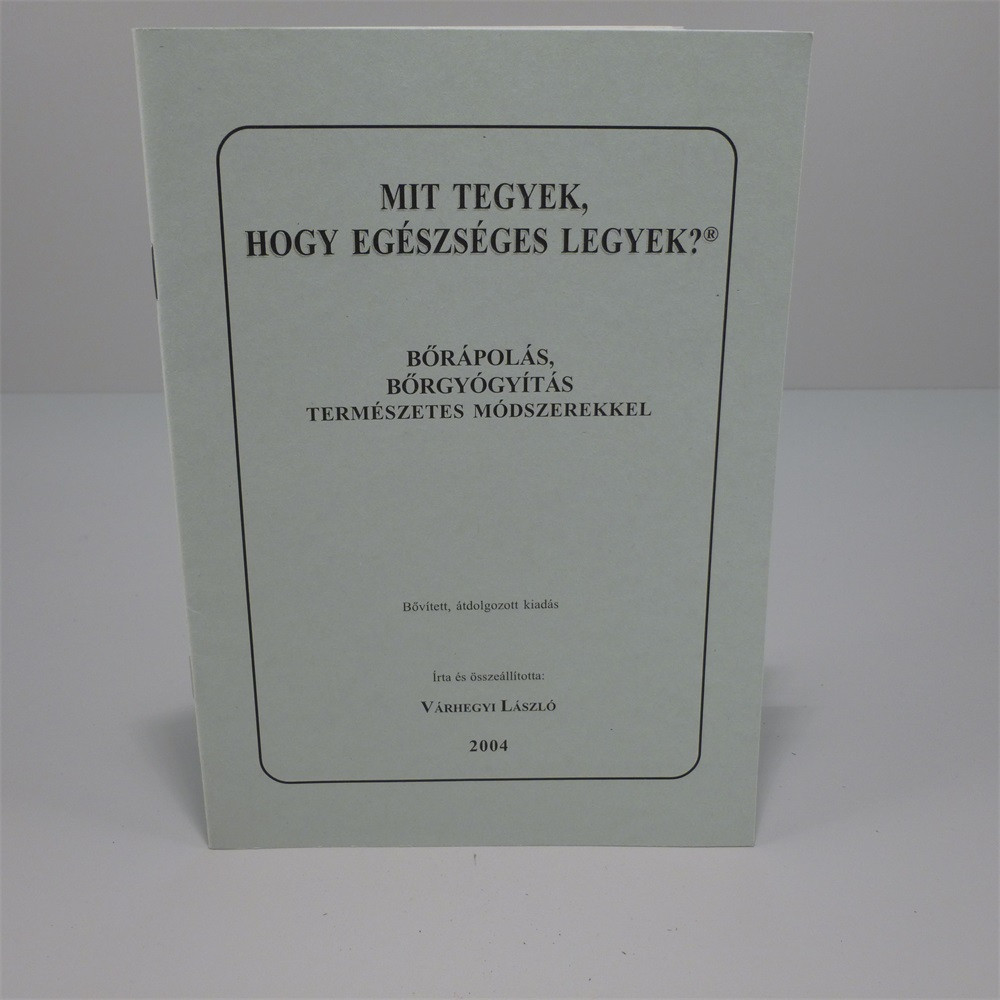 MIT TEGYEK,
HOGY EGÉSZSÉGES LEGYEK?®
BŐRÁPOLÁS,
BŐRGYÓGYÍTÁS
TERMÉSZETES MÓDSZEREKKEL
Bővített, átdolgozott kiadás
Írta és összeállította:
VÁRHEGYI LÁSZLÓ
2004